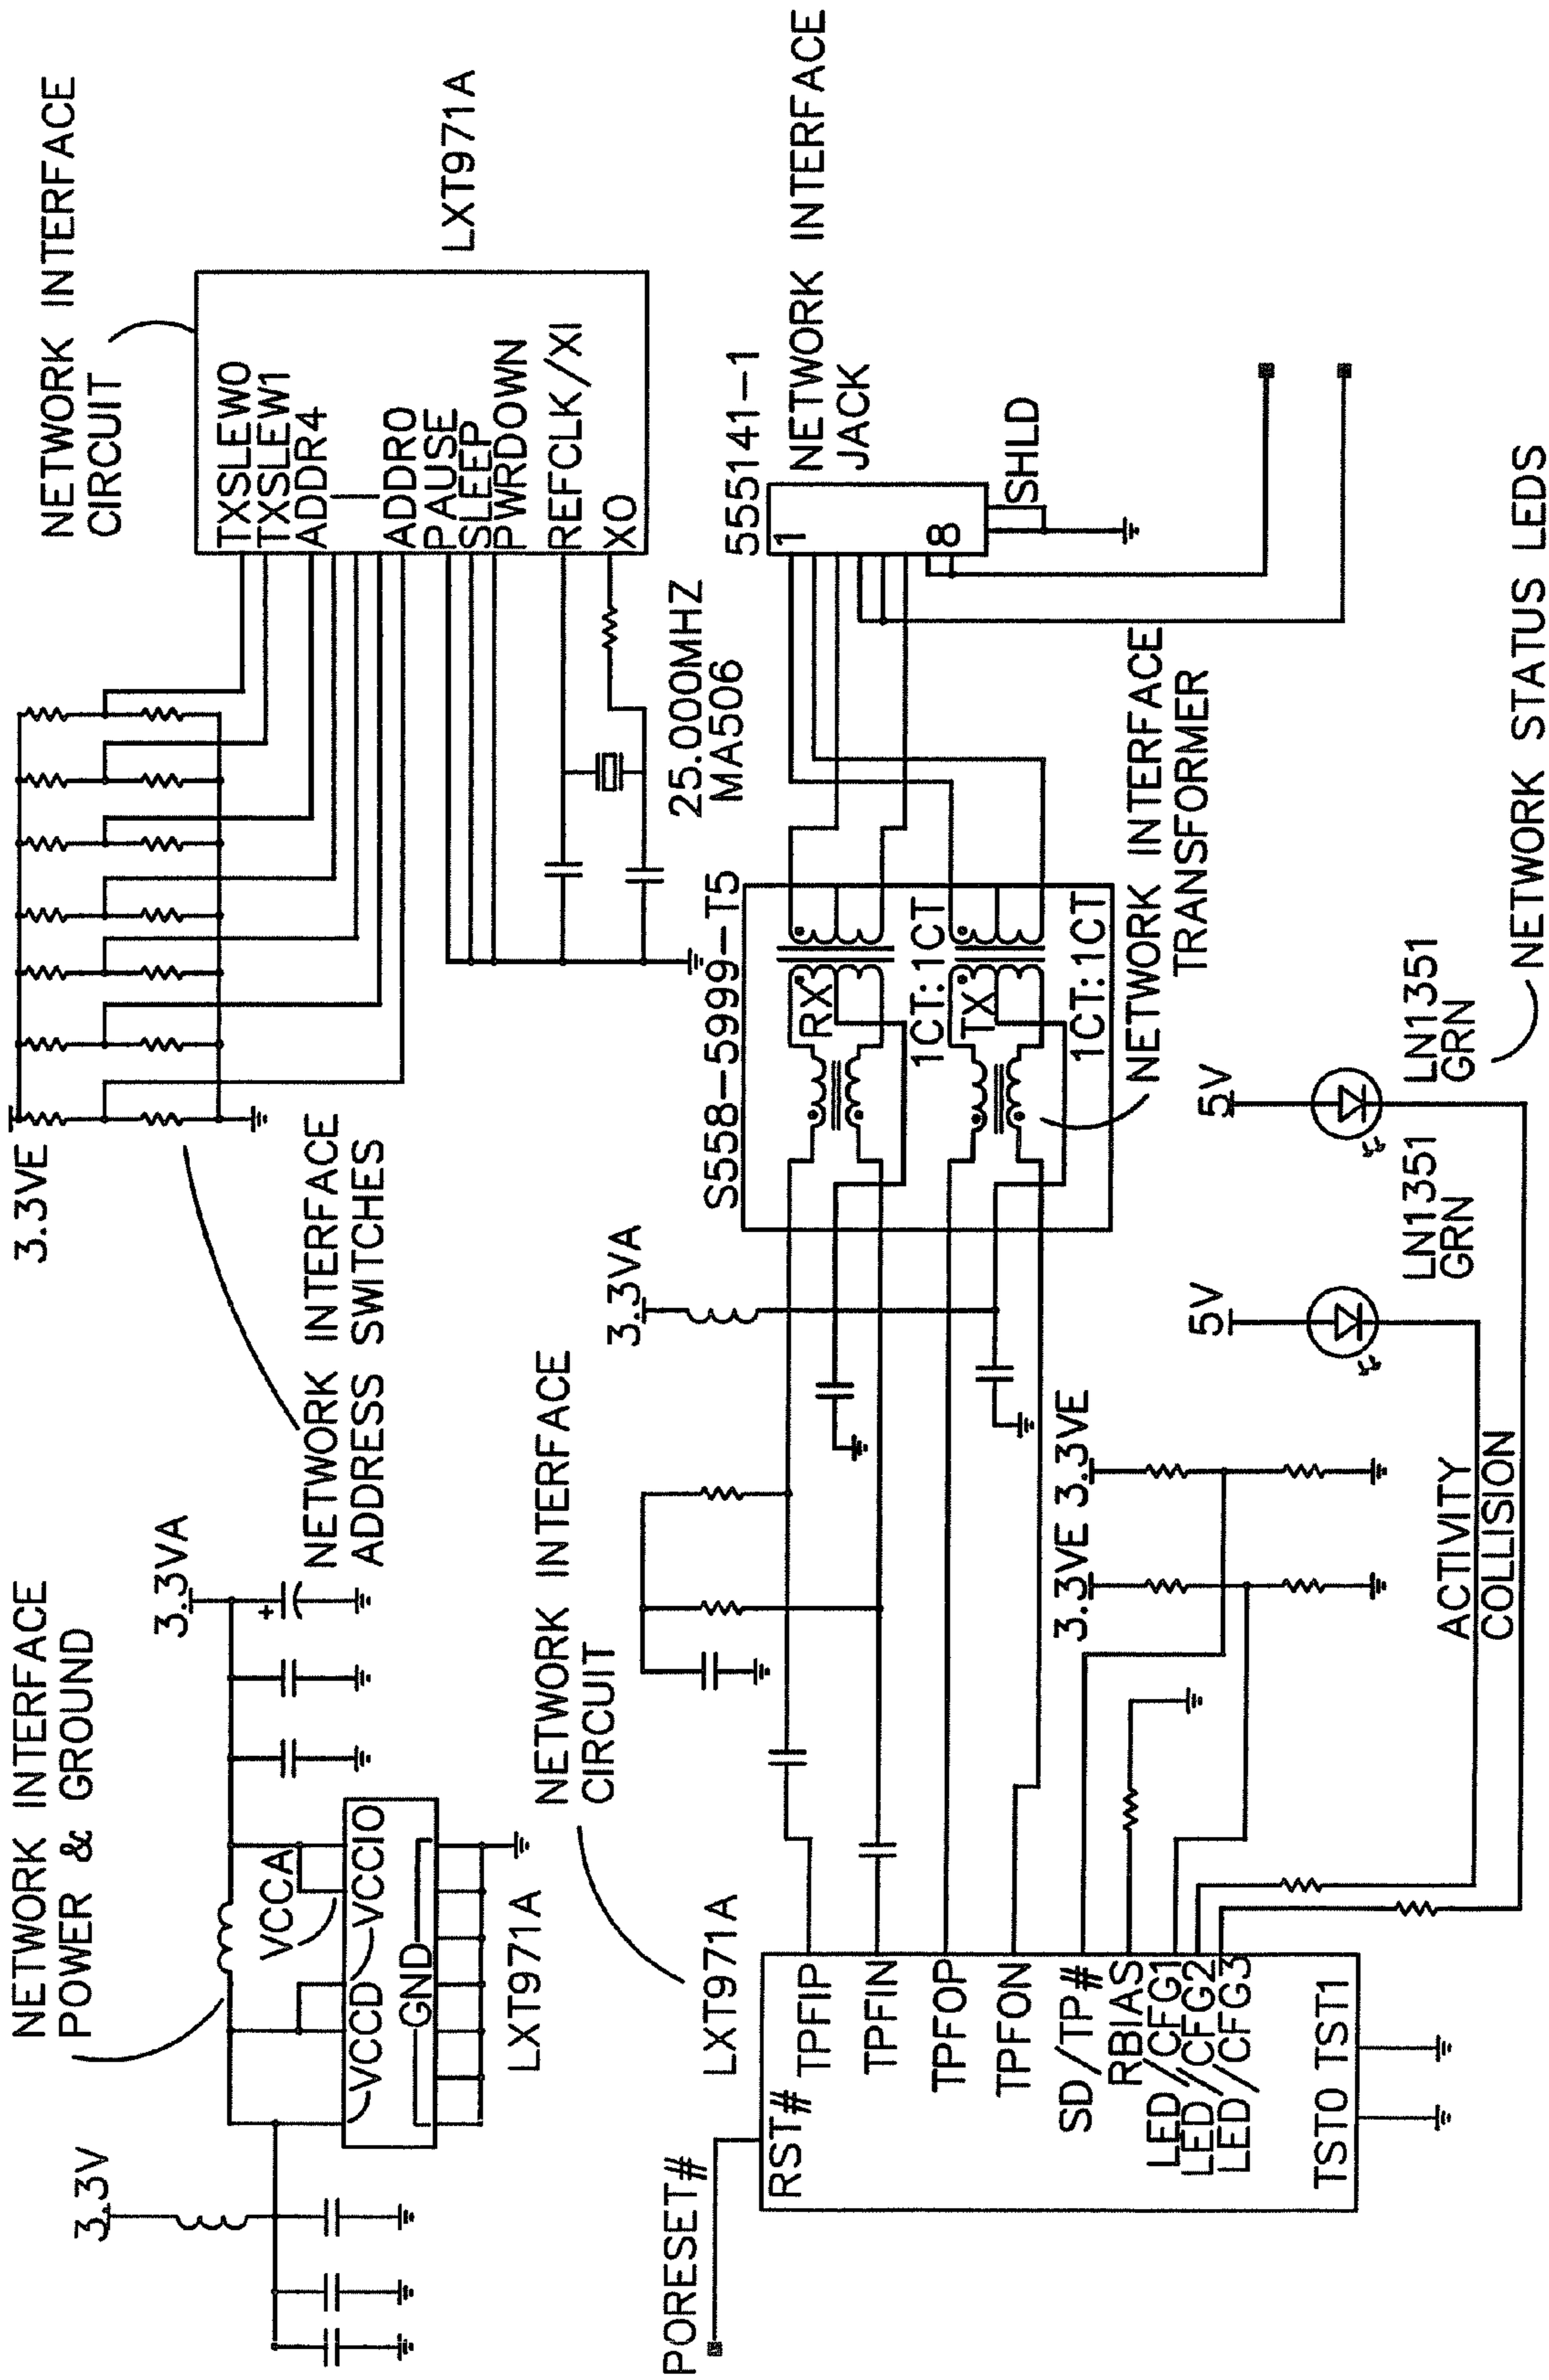 NETWORK INTERFACE
POWER & GROUND
3.3V
3.3VA
VCCA
VCCD
VCCIO
GND
LXT971A
3.3VE
NETWORK INTERFACE
ADDRESS SWITCHES
NETWORK INTERFACE
CIRCUIT
TXSLEW0
TXSLEW1
ADDR4
ADDR0
PAUSE
SLEEP
PWRDOWN
REFCLK/XI
XO
LXT971A
25.000MHZ
MA506
NETWORK INTERFACE
CIRCUIT
LXT971A
PORESET#
RST#
TPFIP
TPFIN
TPFOP
TPFON
SD/TP#
RBIAS
LED/CFG1
LED/CFG2
LED/CFG3
TST0 TST1
3.3VA
3.3VE 3.3VE
S558-5999-T5
RX
1CT:1CT
TX
1CT:1CT
NETWORK INTERFACE
TRANSFORMER
555141-1
NETWORK INTERFACE
JACK
1
8
SHLD
5V
5V
LN1351
GRN
LN1351
GRN
ACTIVITY
COLLISION
NETWORK STATUS LEDS